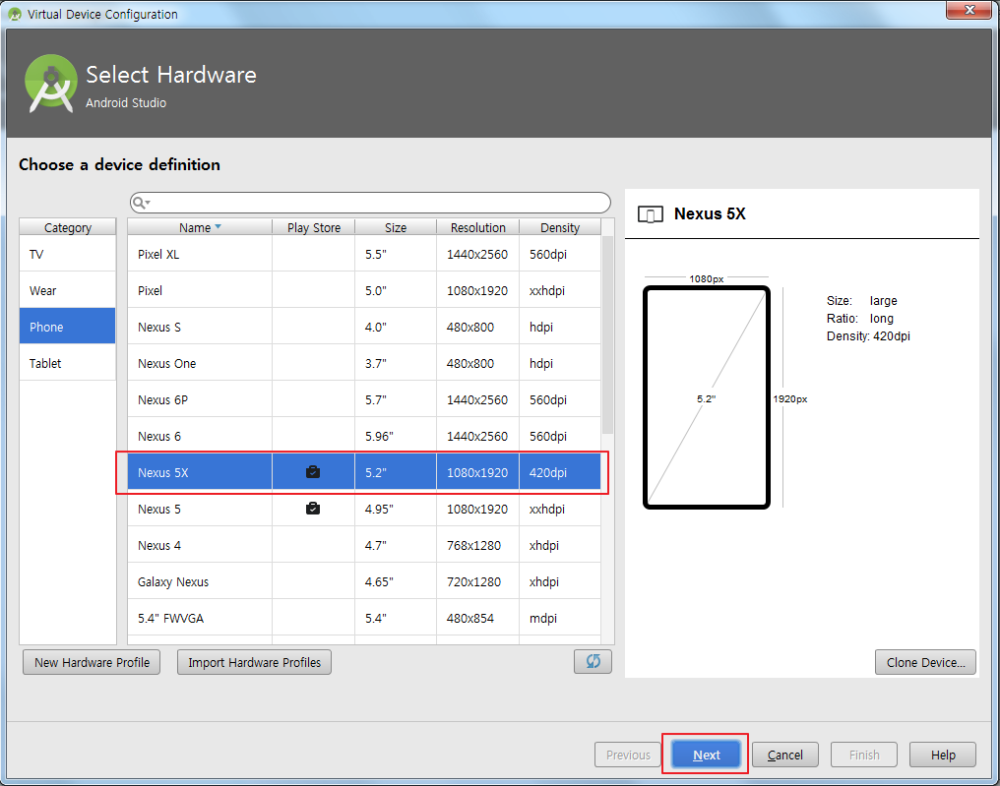 Virtual Device Configuration
Select Hardware
Android Studio
Choose a device definition
Category
TV
Wear
Phone
Tablet
Name Play Store Size Resolution Density
Pixel XL 5.5" 1440x2560 560dpi
Pixel 5.0" 1080x1920 xxhdpi
Nexus S 4.0" 480x800 hdpi
Nexus One 3.7" 480x800 hdpi
Nexus 6P 5.7" 1440x2560 560dpi
Nexus 6 5.96" 1440x2560 560dpi
Nexus 5X 5.2" 1080x1920 420dpi
Nexus 5 4.95" 1080x1920 xxhdpi
Nexus 4 4.7" 768x1280 xhdpi
Galaxy Nexus 4.65" 720x1280 xhdpi
5.4" FWVGA 5.4" 480x854 mdpi
New Hardware Profile Import Hardware Profiles
Nexus 5X
1080px
5.2"
1920px
Size: large
Ratio: long
Density: 420dpi
Clone Device...
Previous Next Cancel Finish Help